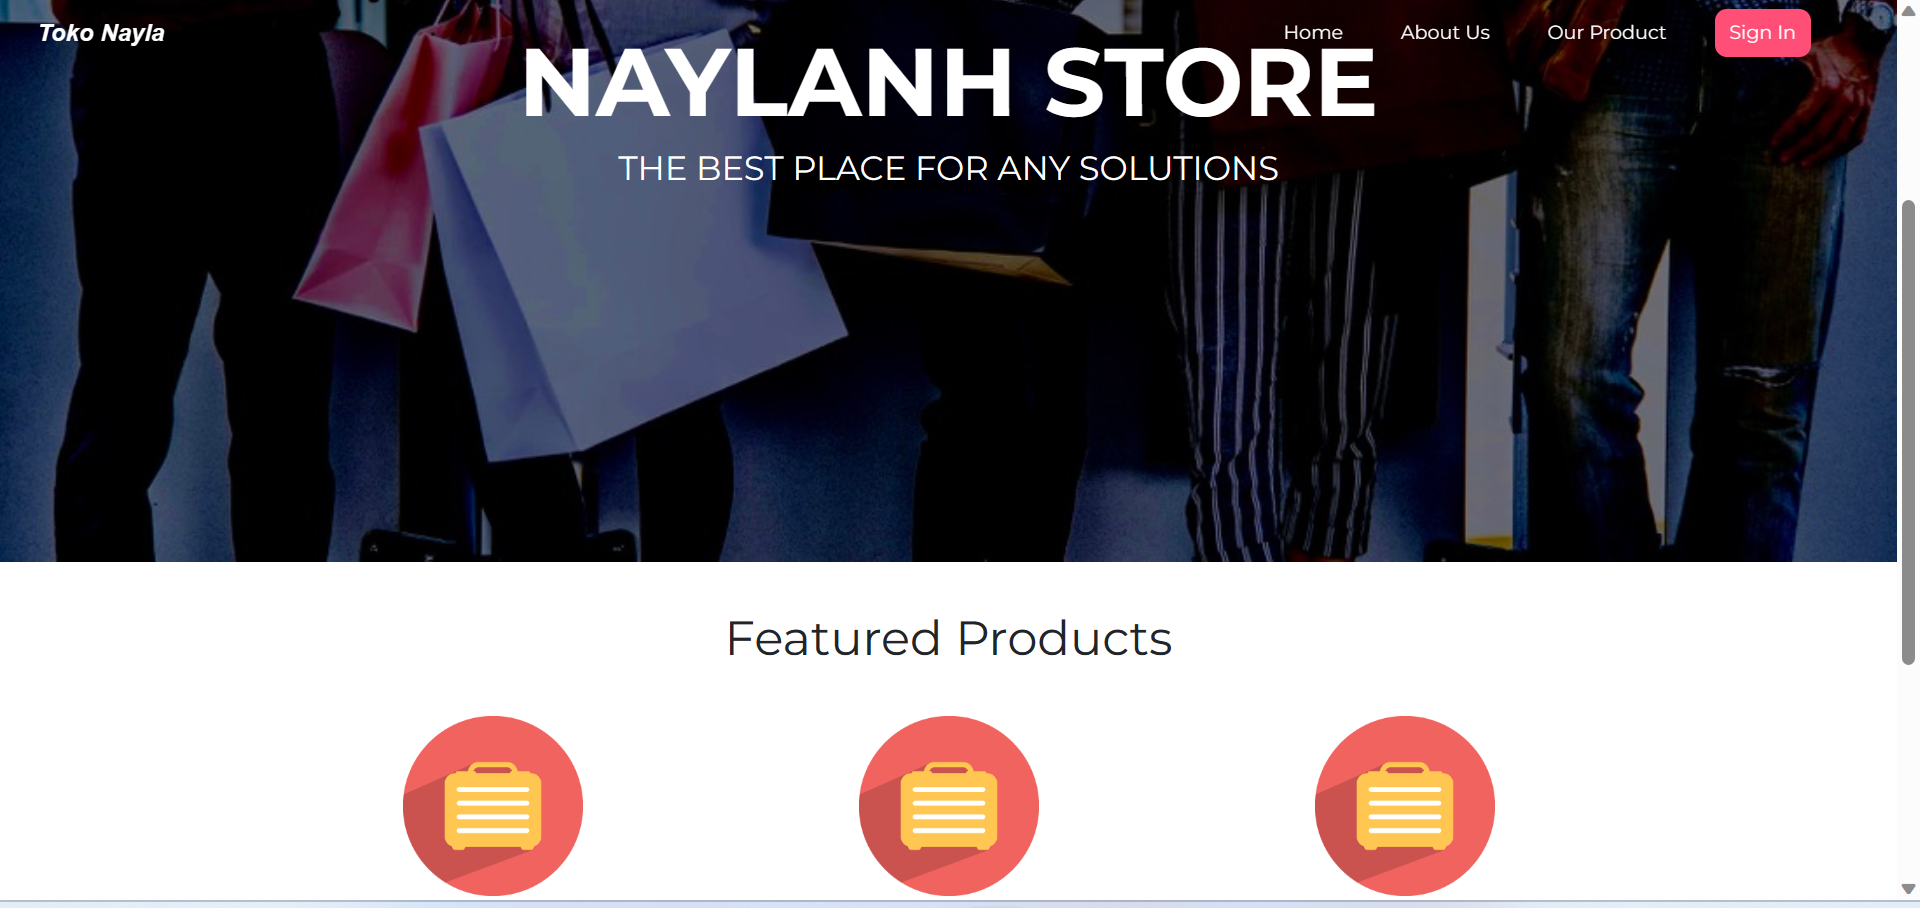 Toko Nayla
Home
About Us
Our Product
Sign In
NAYLANH STORE
THE BEST PLACE FOR ANY SOLUTIONS
Featured Products